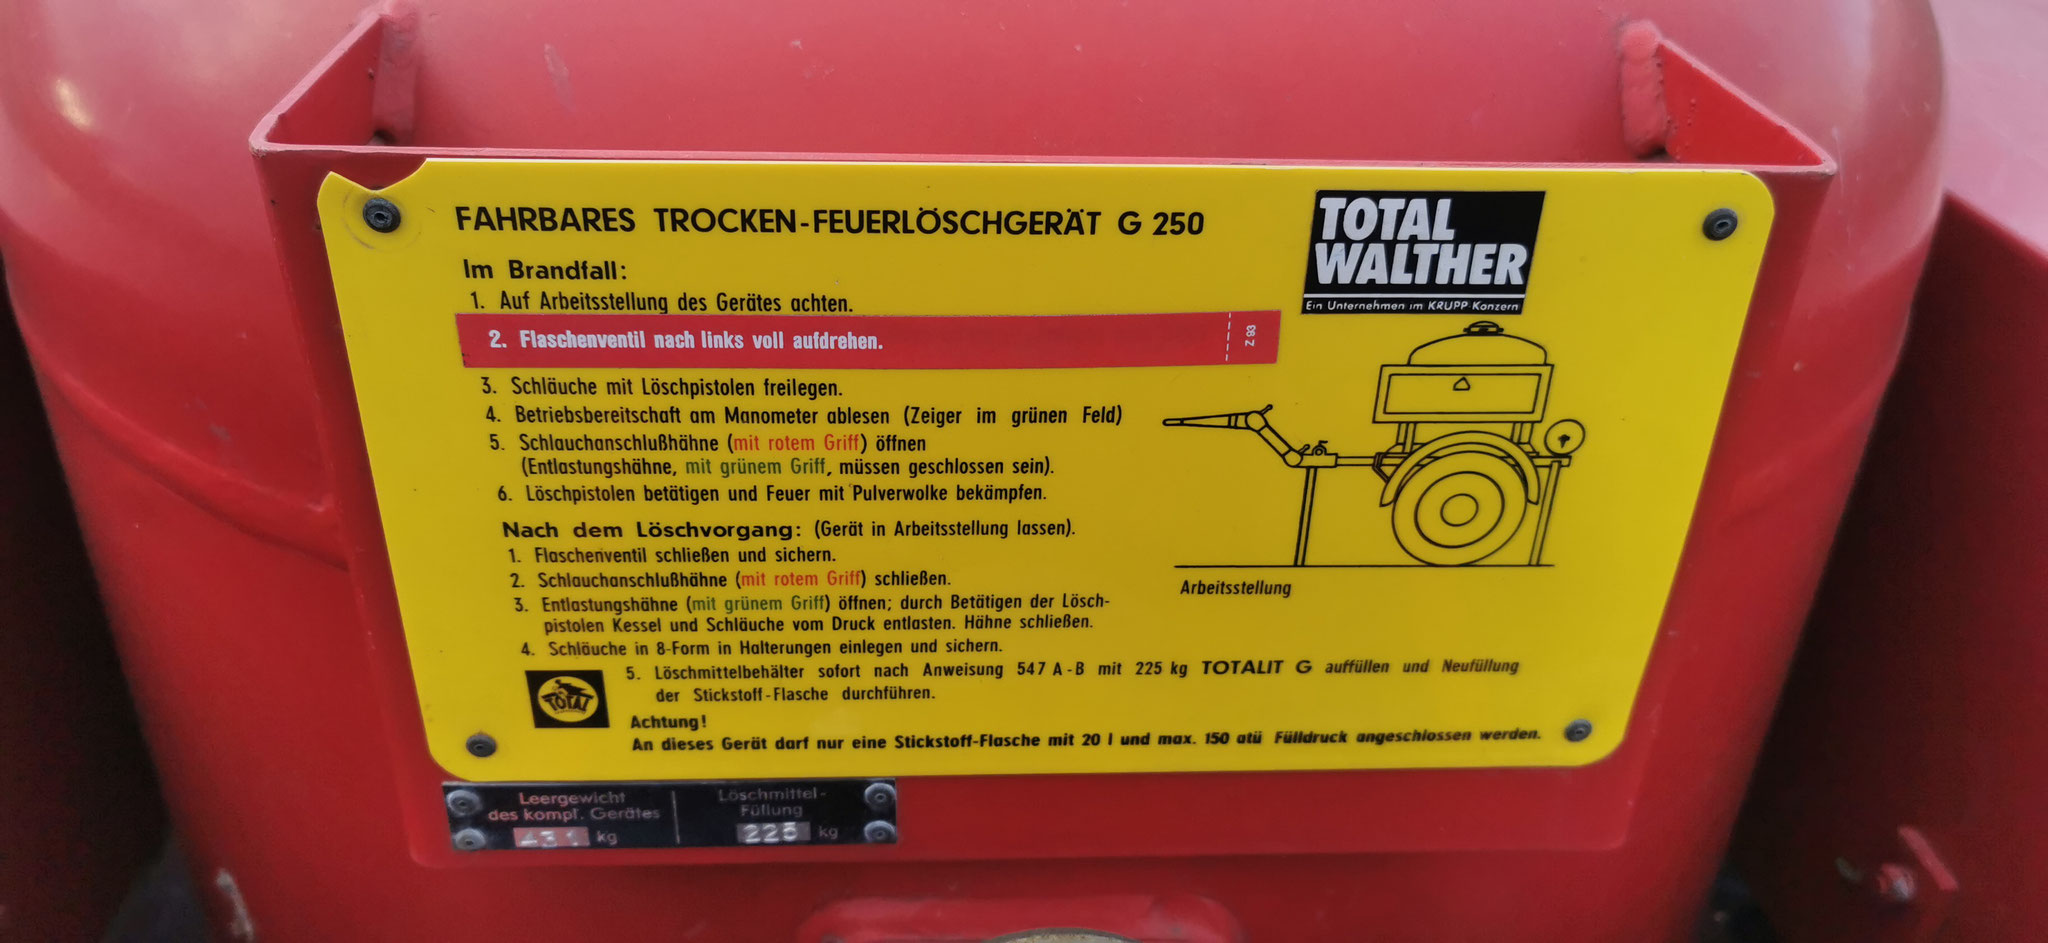 FAHRBARES TROCKEN-FEUERLÖSCHGERÄT G 250
TOTAL
WALTHER
Ein Unternehmen im KRUPP Konzern
Im Brandfall:
1. Auf Arbeitsstellung des Gerätes achten.
2. Flaschenventil nach links voll aufdrehen.
Z 93
3. Schläuche mit Löschpistolen freilegen.
4. Betriebsbereitschaft am Manometer ablesen (Zeiger im grünen Feld)
5. Schlauchanschlußhähne (mit rotem Griff) öffnen
(Entlastungshähne, mit grünem Griff, müssen geschlossen sein).
6. Löschpistolen betätigen und Feuer mit Pulverwolke bekämpfen.
Nach dem Löschvorgang: (Gerät in Arbeitsstellung lassen).
1. Flaschenventil schließen und sichern.
2. Schlauchanschlußhähne (mit rotem Griff) schließen.
3. Entlastungshähne (mit grünem Griff) öffnen; durch Betätigen der Lösch-
pistolen Kessel und Schläuche vom Druck entlasten. Hähne schließen.
4. Schläuche in 8-Form in Halterungen einlegen und sichern.
5. Löschmittelbehälter sofort nach Anweisung 547 A-B mit 225 kg TOTALIT G auffüllen und Neufüllung
der Stickstoff-Flasche durchführen.
Arbeitsstellung
TOTAL
Achtung!
An dieses Gerät darf nur eine Stickstoff-Flasche mit 20 l und max. 150 atü Fülldruck angeschlossen werden.
Leergewicht
des kompl. Gerätes
431 kg
Löschmittel-
Füllung
225 kg